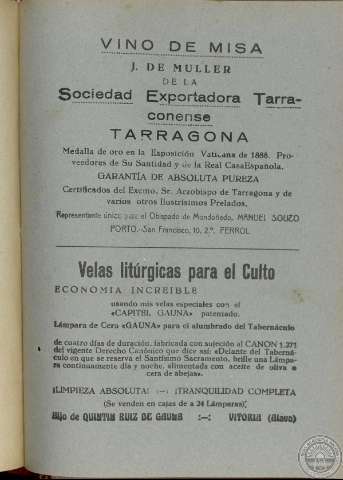 VINO DE MISA
J. DE MULLER
DE LA
Sociedad Exportadora Tarra-
conense
TARRAGONA
Medalla de oro en la Exposición Vaticana de 1888. Pro-
veedores de Su Santidad y de la Real Casa Española.
GARANTÍA DE ABSOLUTA PUREZA
Certificados del Excmo. Sr. Arzobispo de Tarragona y de
varios otros Ilustrísimos Prelados.
Representante único para el Obispado de Mondoñedo, MANUEL SOUZO
PORTO.-San Francisco, 10, 2.º FERROL
Velas litúrgicas para el Culto
ECONOMIA INCREIBLE
usando mis velas especiales con el
«CAPITEL GAUNA» patentado.
Lámpara de Cera «GAUNA» para el alumbrado del Tabernáculo
de cuatro días de duración, fabricada con sujeción al CANON 1.271
del vigente Derecho Canónico que dice así: «Delante del Taberná-
culo en que se reserva el Santísimo Sacramento, brille una Lámpa-
ra continuamente día y noche, alimentada con aceite de oliva o
cera de abejas».
¡LIMPIEZA ABSOLUTA! :-: ¡TRANQUILIDAD COMPLETA
(Se venden en cajas de a 24 Lámparas)
Hijo de QUINTIN RUIZ DE GAUNA :-: VITORIA (Alava)